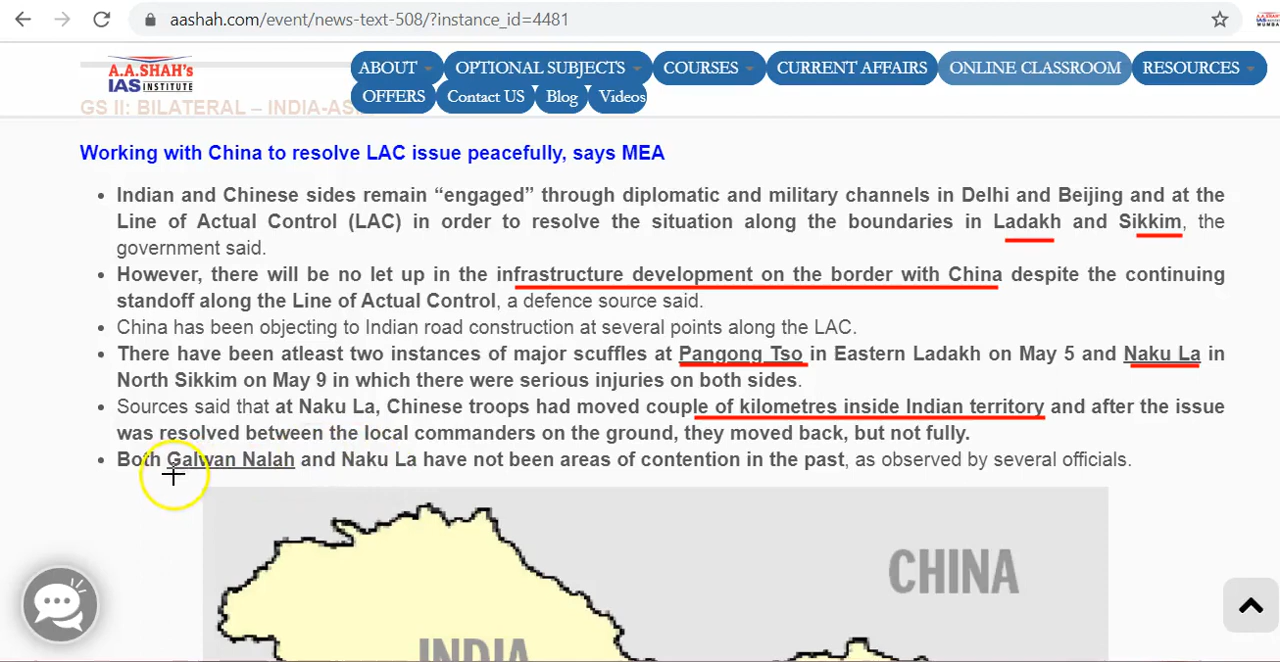 aashah.com/event/news-text-508/?instance_id=4481
A.A.SHAH's
IAS INSTITUTE
ABOUT OPTIONAL SUBJECTS COURSES CURRENT AFFAIRS ONLINE CLASSROOM RESOURCES
OFFERS Contact US Blog Videos
GS II: BILATERAL – INDIA-AS
Working with China to resolve LAC issue peacefully, says MEA
• Indian and Chinese sides remain “engaged” through diplomatic and military channels in Delhi and Beijing and at the
Line of Actual Control (LAC) in order to resolve the situation along the boundaries in Ladakh and Sikkim, the
government said.
• However, there will be no let up in the infrastructure development on the border with China despite the continuing
standoff along the Line of Actual Control, a defence source said.
• China has been objecting to Indian road construction at several points along the LAC.
• There have been atleast two instances of major scuffles at Pangong Tso in Eastern Ladakh on May 5 and Naku La in
North Sikkim on May 9 in which there were serious injuries on both sides.
• Sources said that at Naku La, Chinese troops had moved couple of kilometres inside Indian territory and after the issue
was resolved between the local commanders on the ground, they moved back, but not fully.
• Both Galwan Nalah and Naku La have not been areas of contention in the past, as observed by several officials.
CHINA
INDIA